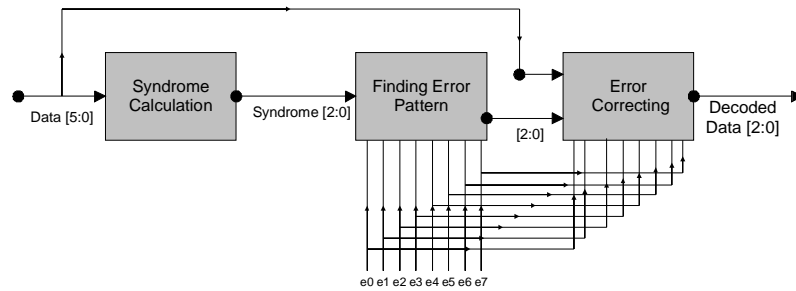 Syndrome
Calculation
Finding Error
Pattern
Error
Correcting
Data [5:0]
Syndrome [2:0]
[2:0]
Decoded
Data [2:0]
e0 e1 e2 e3 e4 e5 e6 e7